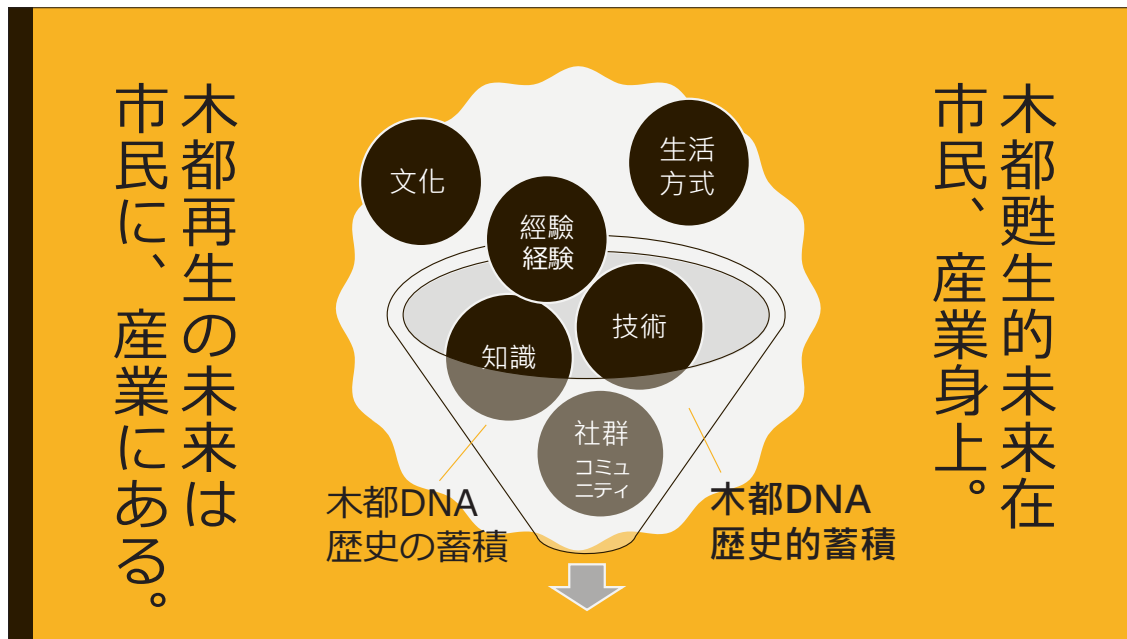 木都再生の未来は
市民に、産業にある。
文化
生活
方式
經驗
経験
知識
技術
社群
コミュ
ニティ
木都DNA
歴史の蓄積
木都DNA
歴史的蓄積
木都甦生的未来在
市民、産業身上。